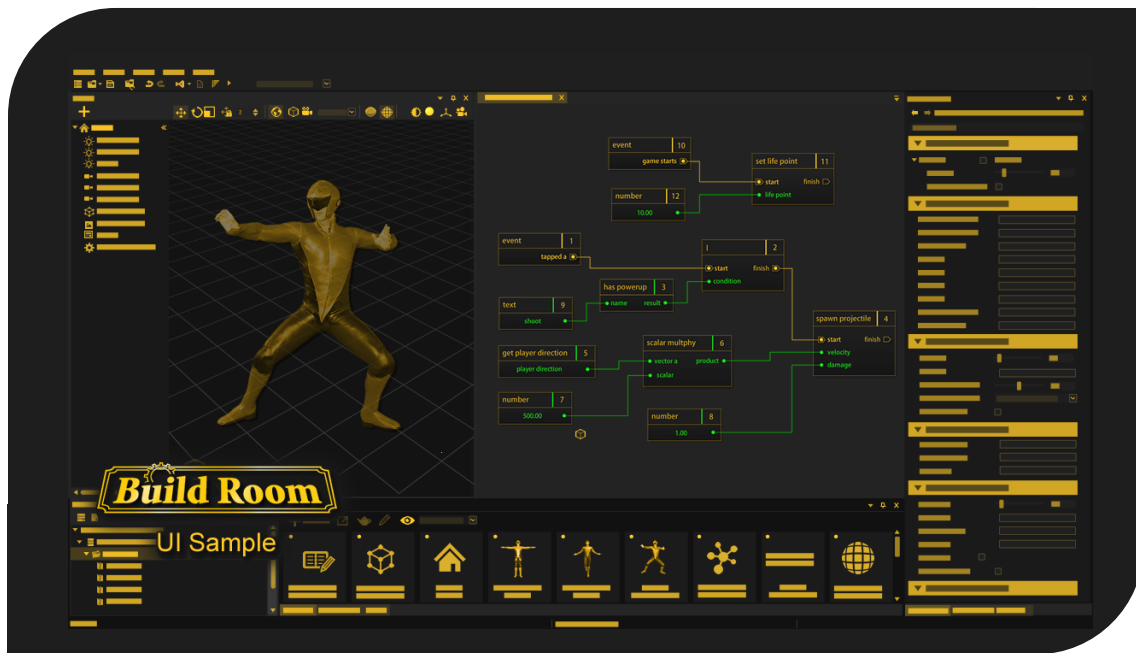 event 10
game starts
set life point 11
start finish
life point
number 12
10.00
event 1
tapped a
I 2
start finish
condition
has powerup 3
name result
text 9
shoot
spawn projectile 4
start finish
velocity
damage
get player direction 5
player direction
scalar multphy 6
vector a product
scalar
number 7
500.00
number 8
1.00
Build Room
UI Sample